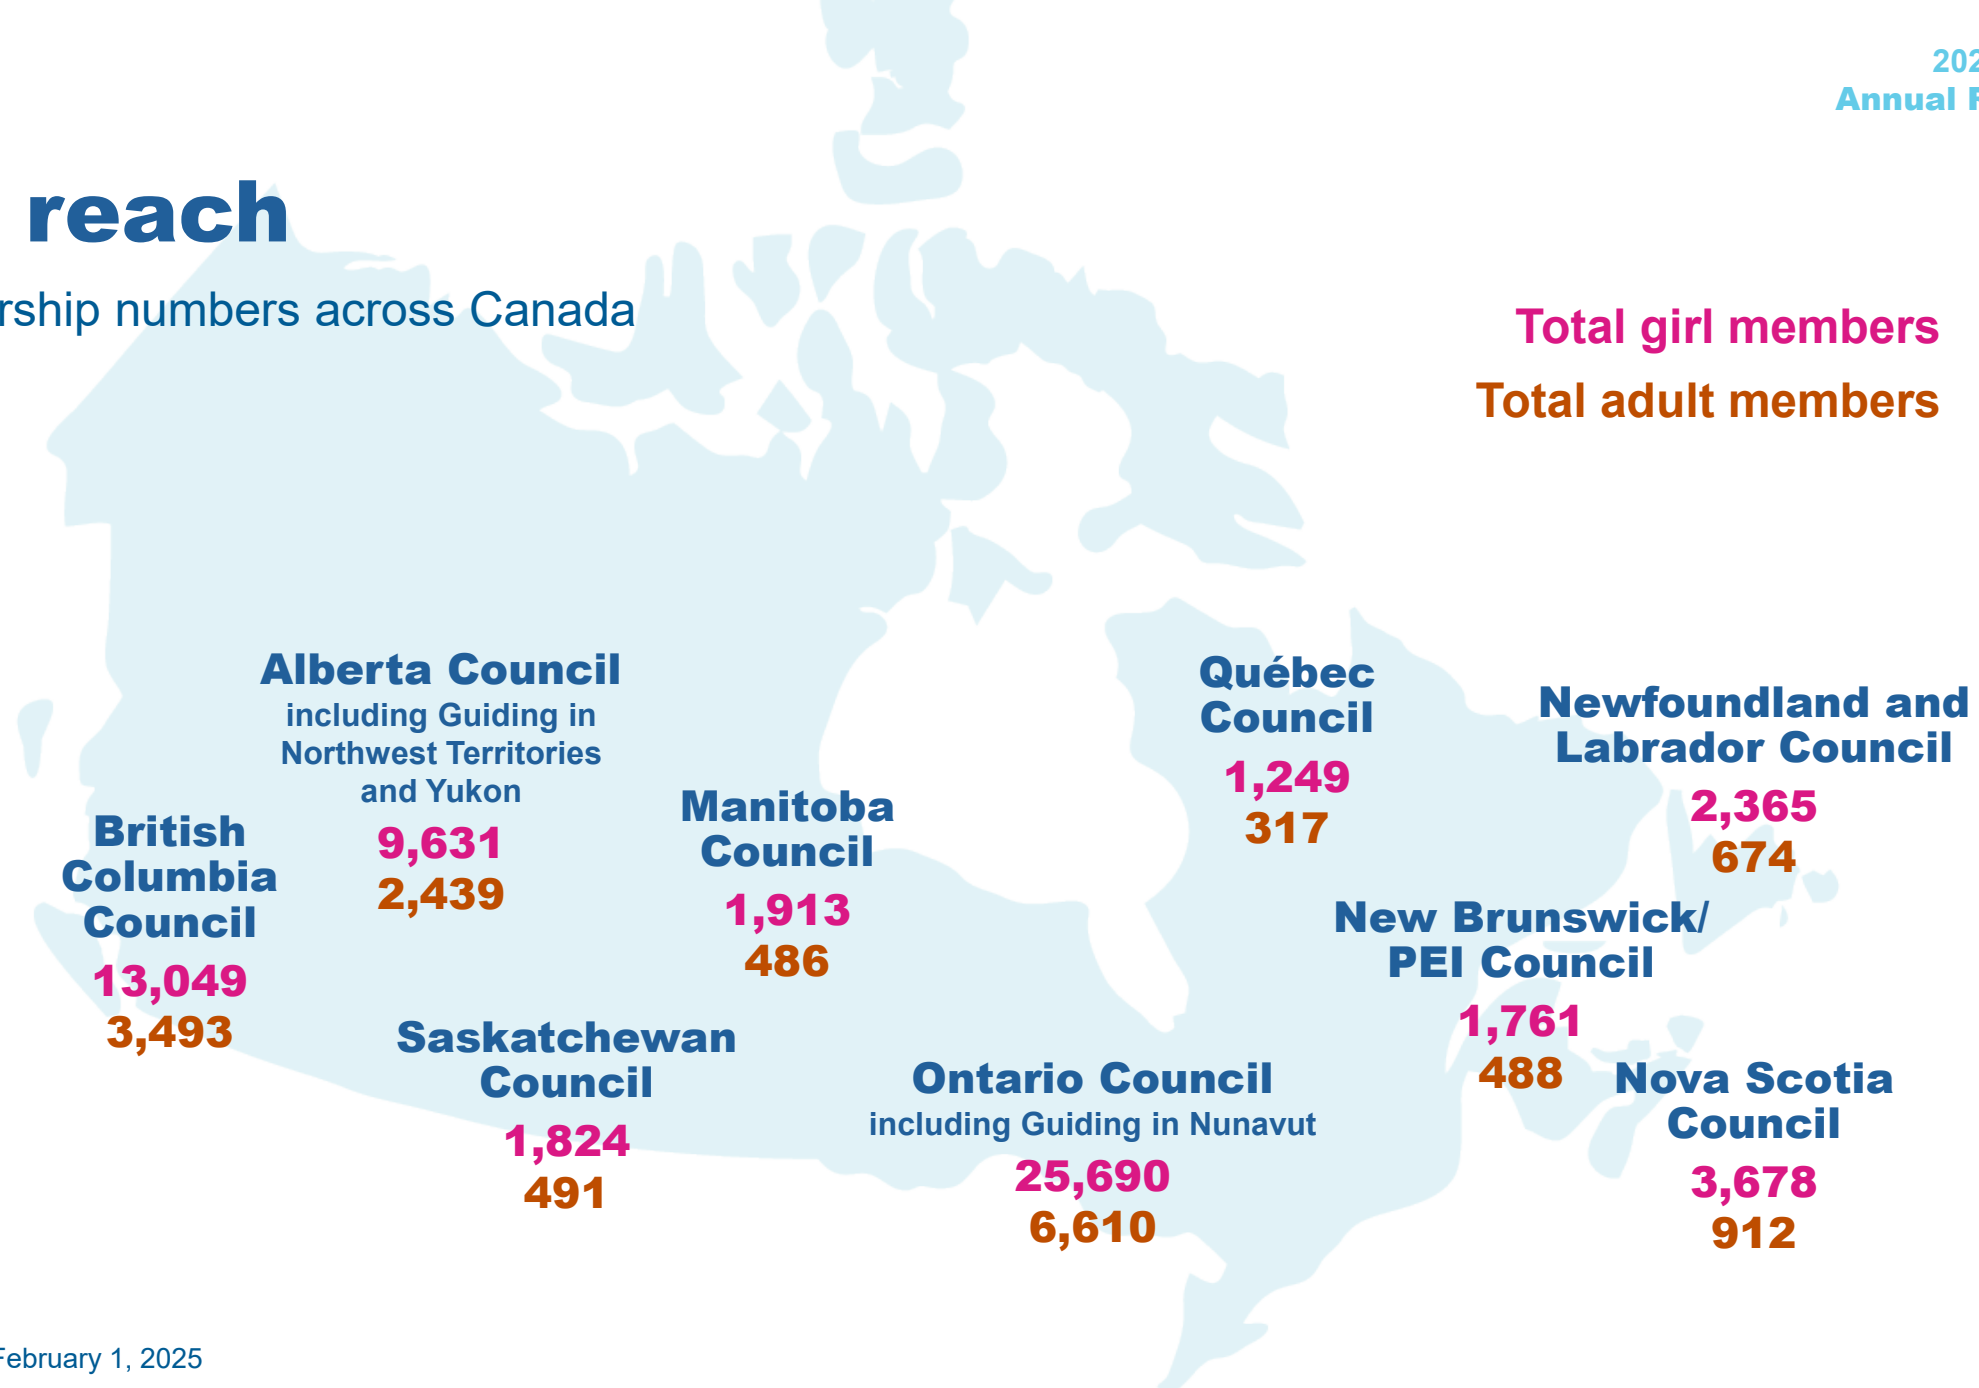 202
Annual
reach
rship numbers across Canada
Total girl members
Total adult members
Alberta Council
including Guiding in
Northwest Territories
and Yukon
9,631
2,439
British
Columbia
Council
13,049
3,493
Manitoba
Council
1,913
486
Saskatchewan
Council
1,824
491
Ontario Council
including Guiding in Nunavut
25,690
6,610
Québec
Council
1,249
317
Newfoundland and
Labrador Council
2,365
674
New Brunswick/
PEI Council
1,761
488
Nova Scotia
Council
3,678
912
February 1, 2025